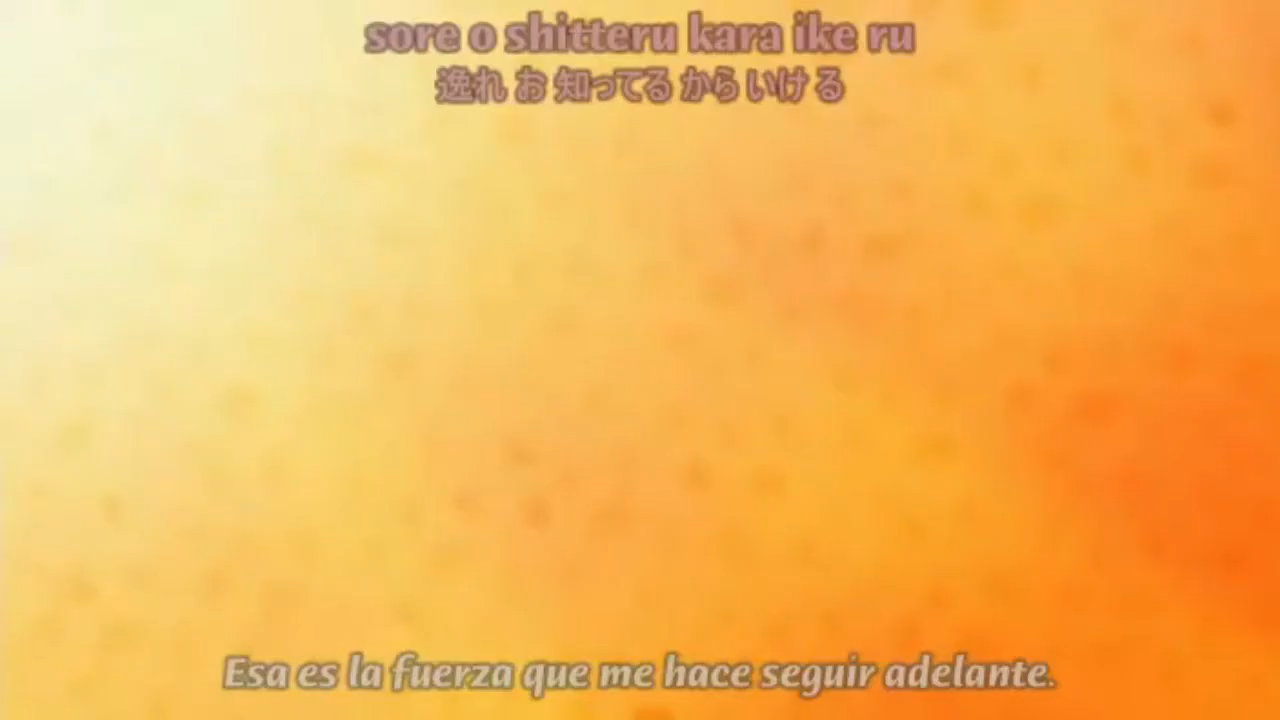 sore o shitteru kara ike ru
逸れ お 知ってる から いけ る
Esa es la fuerza que me hace seguir adelante.